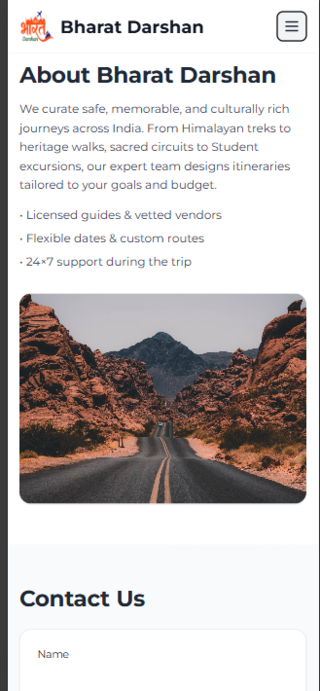 भारत
Darshan
Bharat Darshan
About Bharat Darshan
We curate safe, memorable, and culturally rich
journeys across India. From Himalayan treks to
heritage walks, sacred circuits to Student
excursions, our expert team designs itineraries
tailored to your goals and budget.
• Licensed guides & vetted vendors
• Flexible dates & custom routes
• 24×7 support during the trip
Contact Us
Name